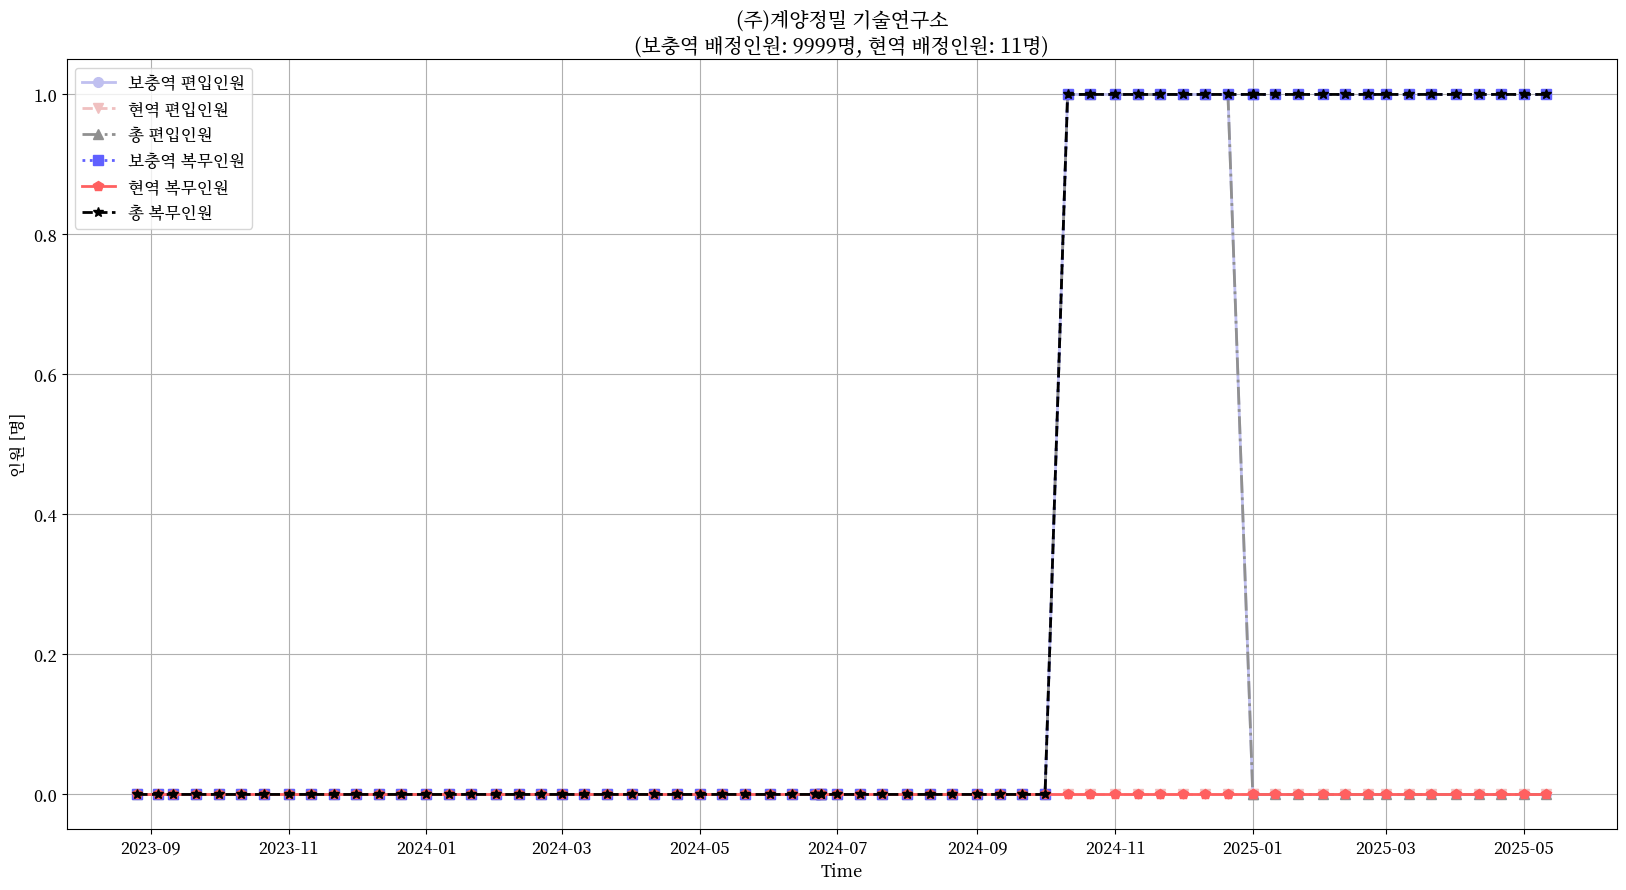 (주)계양정밀 기술연구소
(보충역 배정인원: 9999명, 현역 배정인원: 11명)
보충역 편입인원
현역 편입인원
총 편입인원
보충역 복무인원
현역 복무인원
총 복무인원
1.0
0.8
0.6
0.4
0.2
0.0
인원 [명]
2023-09 2023-11 2024-01 2024-03 2024-05 2024-07 2024-09 2024-11 2025-01 2025-03 2025-05
Time